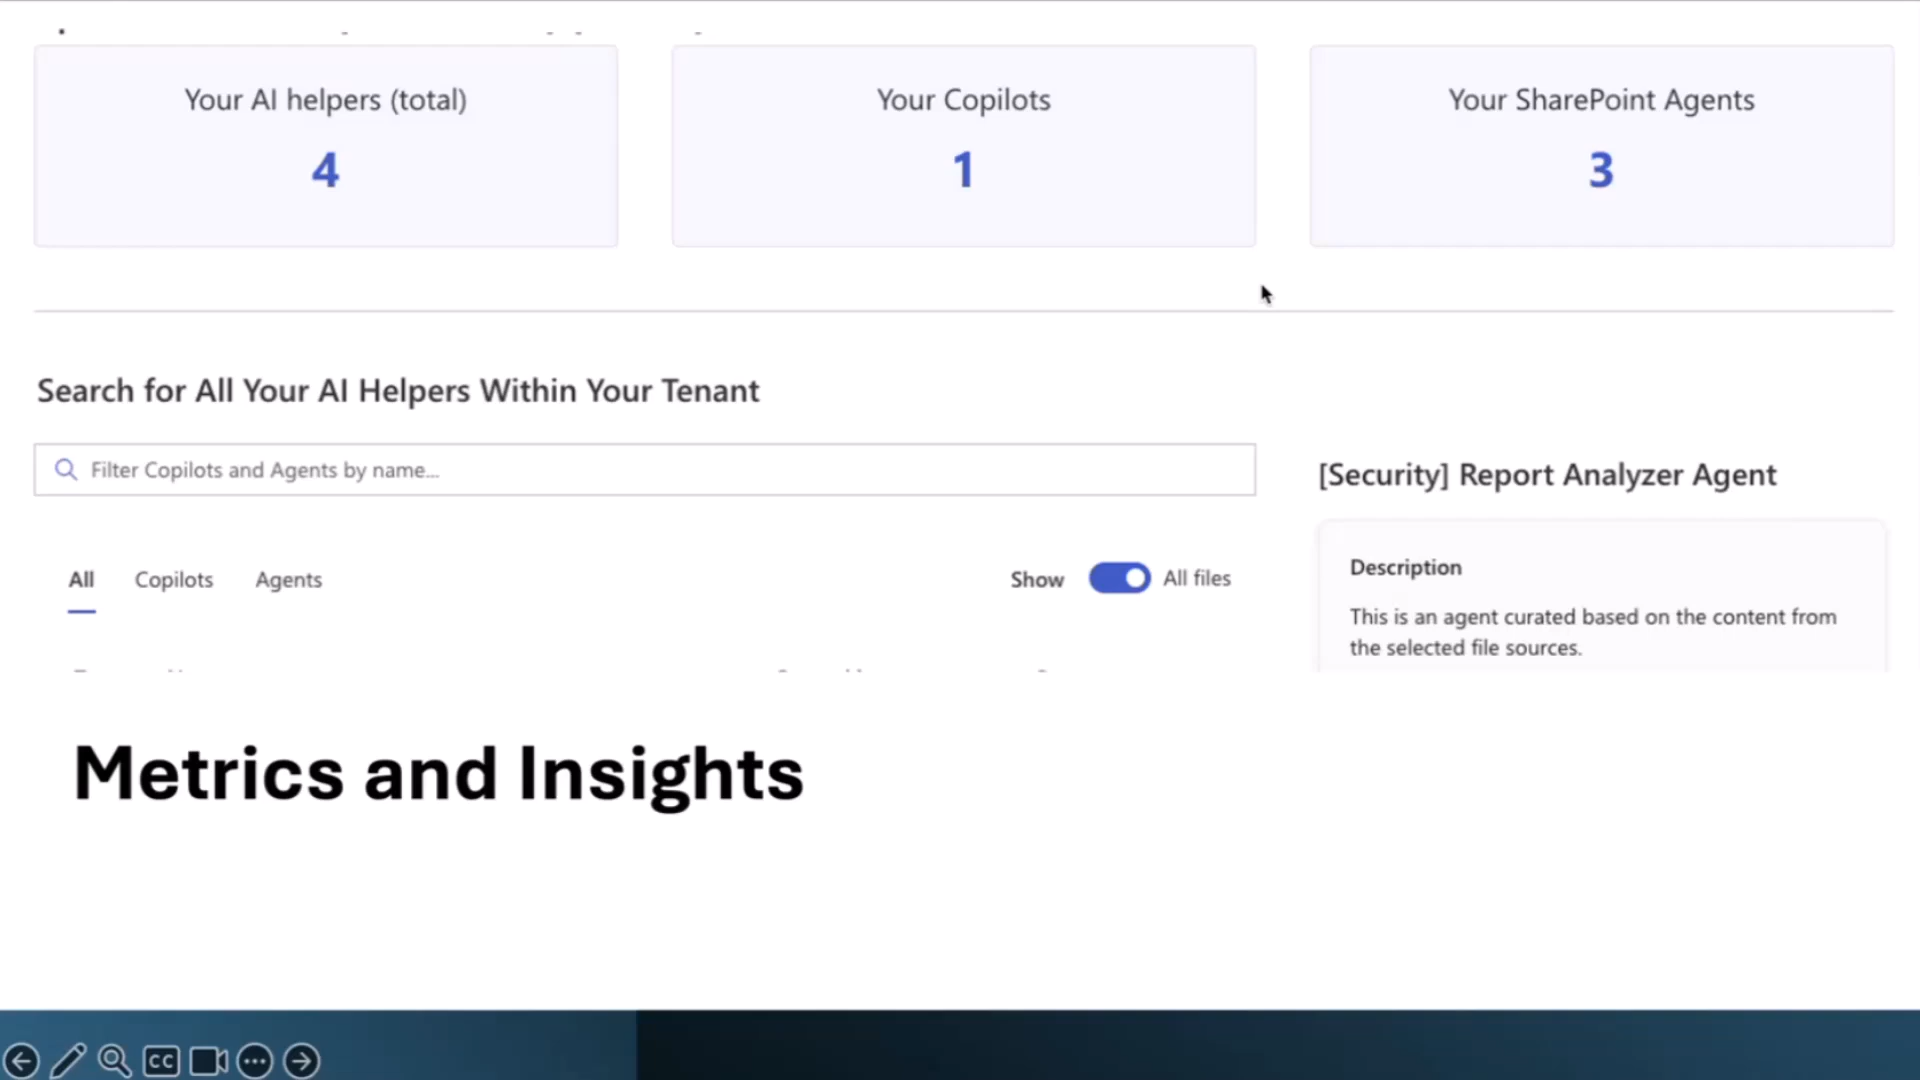 Your AI helpers (total)
4
Your Copilots
1
Your SharePoint Agents
3
Search for All Your AI Helpers Within Your Tenant
Filter Copilots and Agents by name...
All
Copilots
Agents
Show
All files
[Security] Report Analyzer Agent
Description
This is an agent curated based on the content from
the selected file sources.
Metrics and Insights
CC